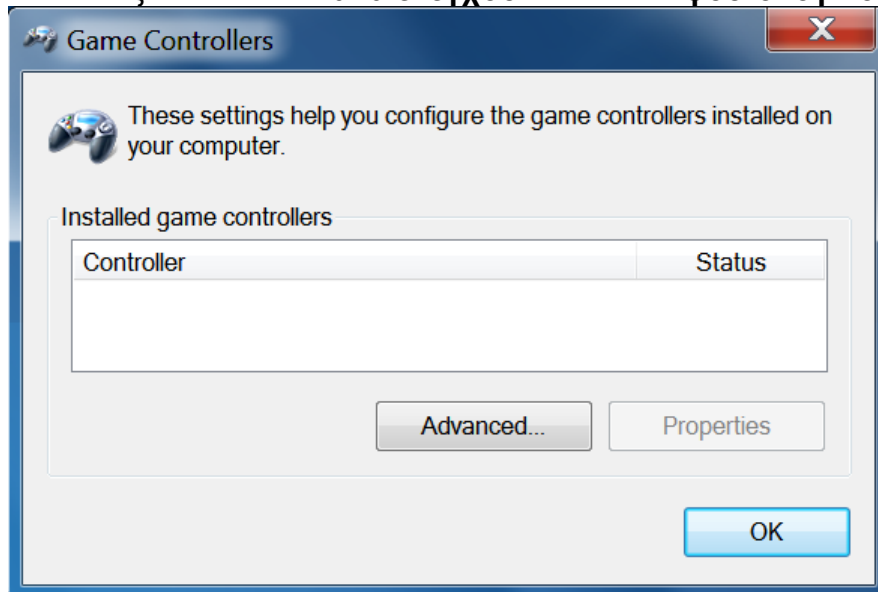 Game Controllers
These settings help you configure the game controllers installed on
your computer.
Installed game controllers
Controller Status
Advanced... Properties
OK